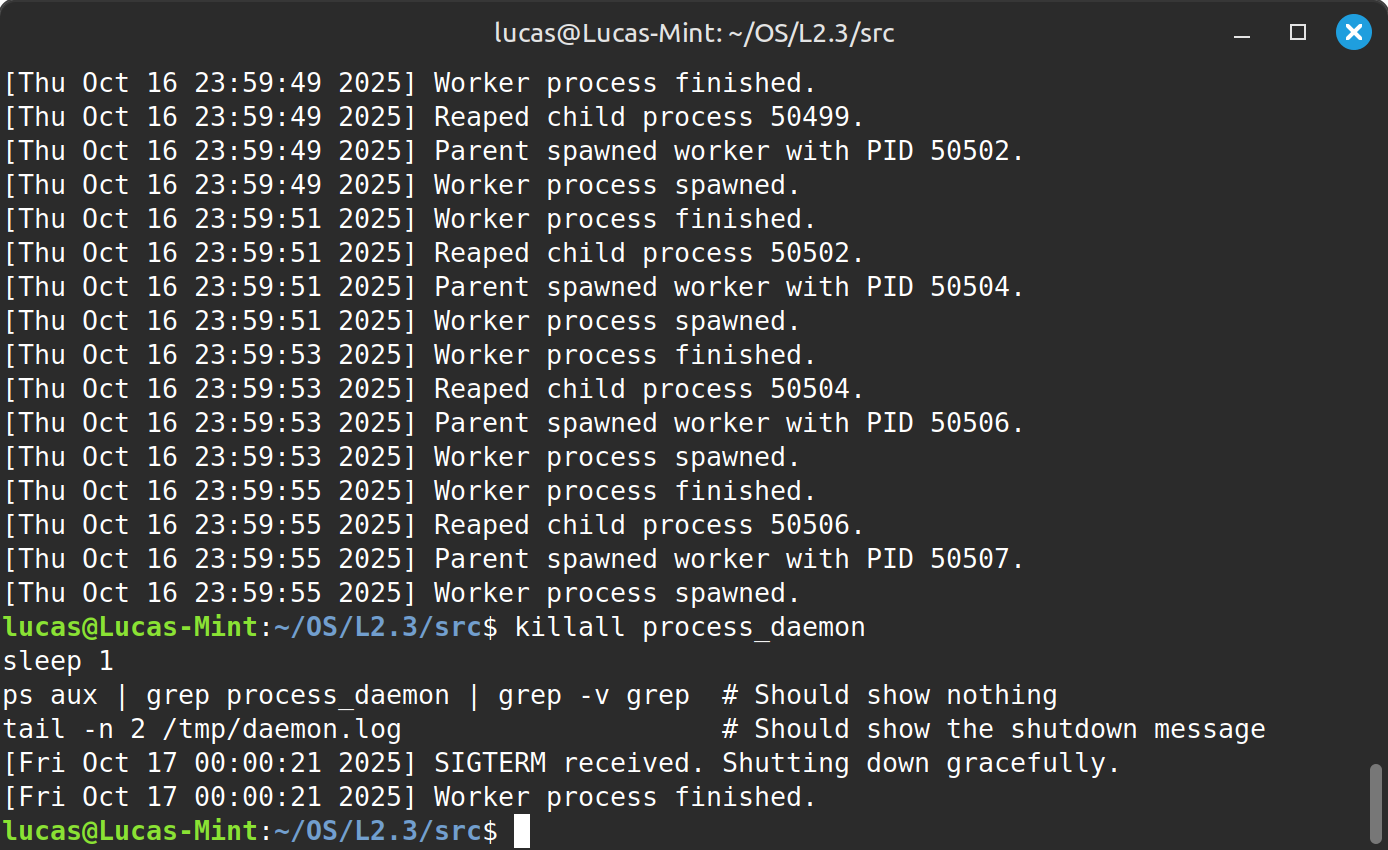 lucas@Lucas-Mint: ~/OS/L2.3/src
[Thu Oct 16 23:59:49 2025] Worker process finished.
[Thu Oct 16 23:59:49 2025] Reaped child process 50499.
[Thu Oct 16 23:59:49 2025] Parent spawned worker with PID 50502.
[Thu Oct 16 23:59:49 2025] Worker process spawned.
[Thu Oct 16 23:59:51 2025] Worker process finished.
[Thu Oct 16 23:59:51 2025] Reaped child process 50502.
[Thu Oct 16 23:59:51 2025] Parent spawned worker with PID 50504.
[Thu Oct 16 23:59:51 2025] Worker process spawned.
[Thu Oct 16 23:59:53 2025] Worker process finished.
[Thu Oct 16 23:59:53 2025] Reaped child process 50504.
[Thu Oct 16 23:59:53 2025] Parent spawned worker with PID 50506.
[Thu Oct 16 23:59:53 2025] Worker process spawned.
[Thu Oct 16 23:59:55 2025] Worker process finished.
[Thu Oct 16 23:59:55 2025] Reaped child process 50506.
[Thu Oct 16 23:59:55 2025] Parent spawned worker with PID 50507.
[Thu Oct 16 23:59:55 2025] Worker process spawned.
lucas@Lucas-Mint:~/OS/L2.3/src$ killall process_daemon
sleep 1
ps aux | grep process_daemon | grep -v grep  # Should show nothing
tail -n 2 /tmp/daemon.log                    # Should show the shutdown message
[Fri Oct 17 00:00:21 2025] SIGTERM received. Shutting down gracefully.
[Fri Oct 17 00:00:21 2025] Worker process finished.
lucas@Lucas-Mint:~/OS/L2.3/src$